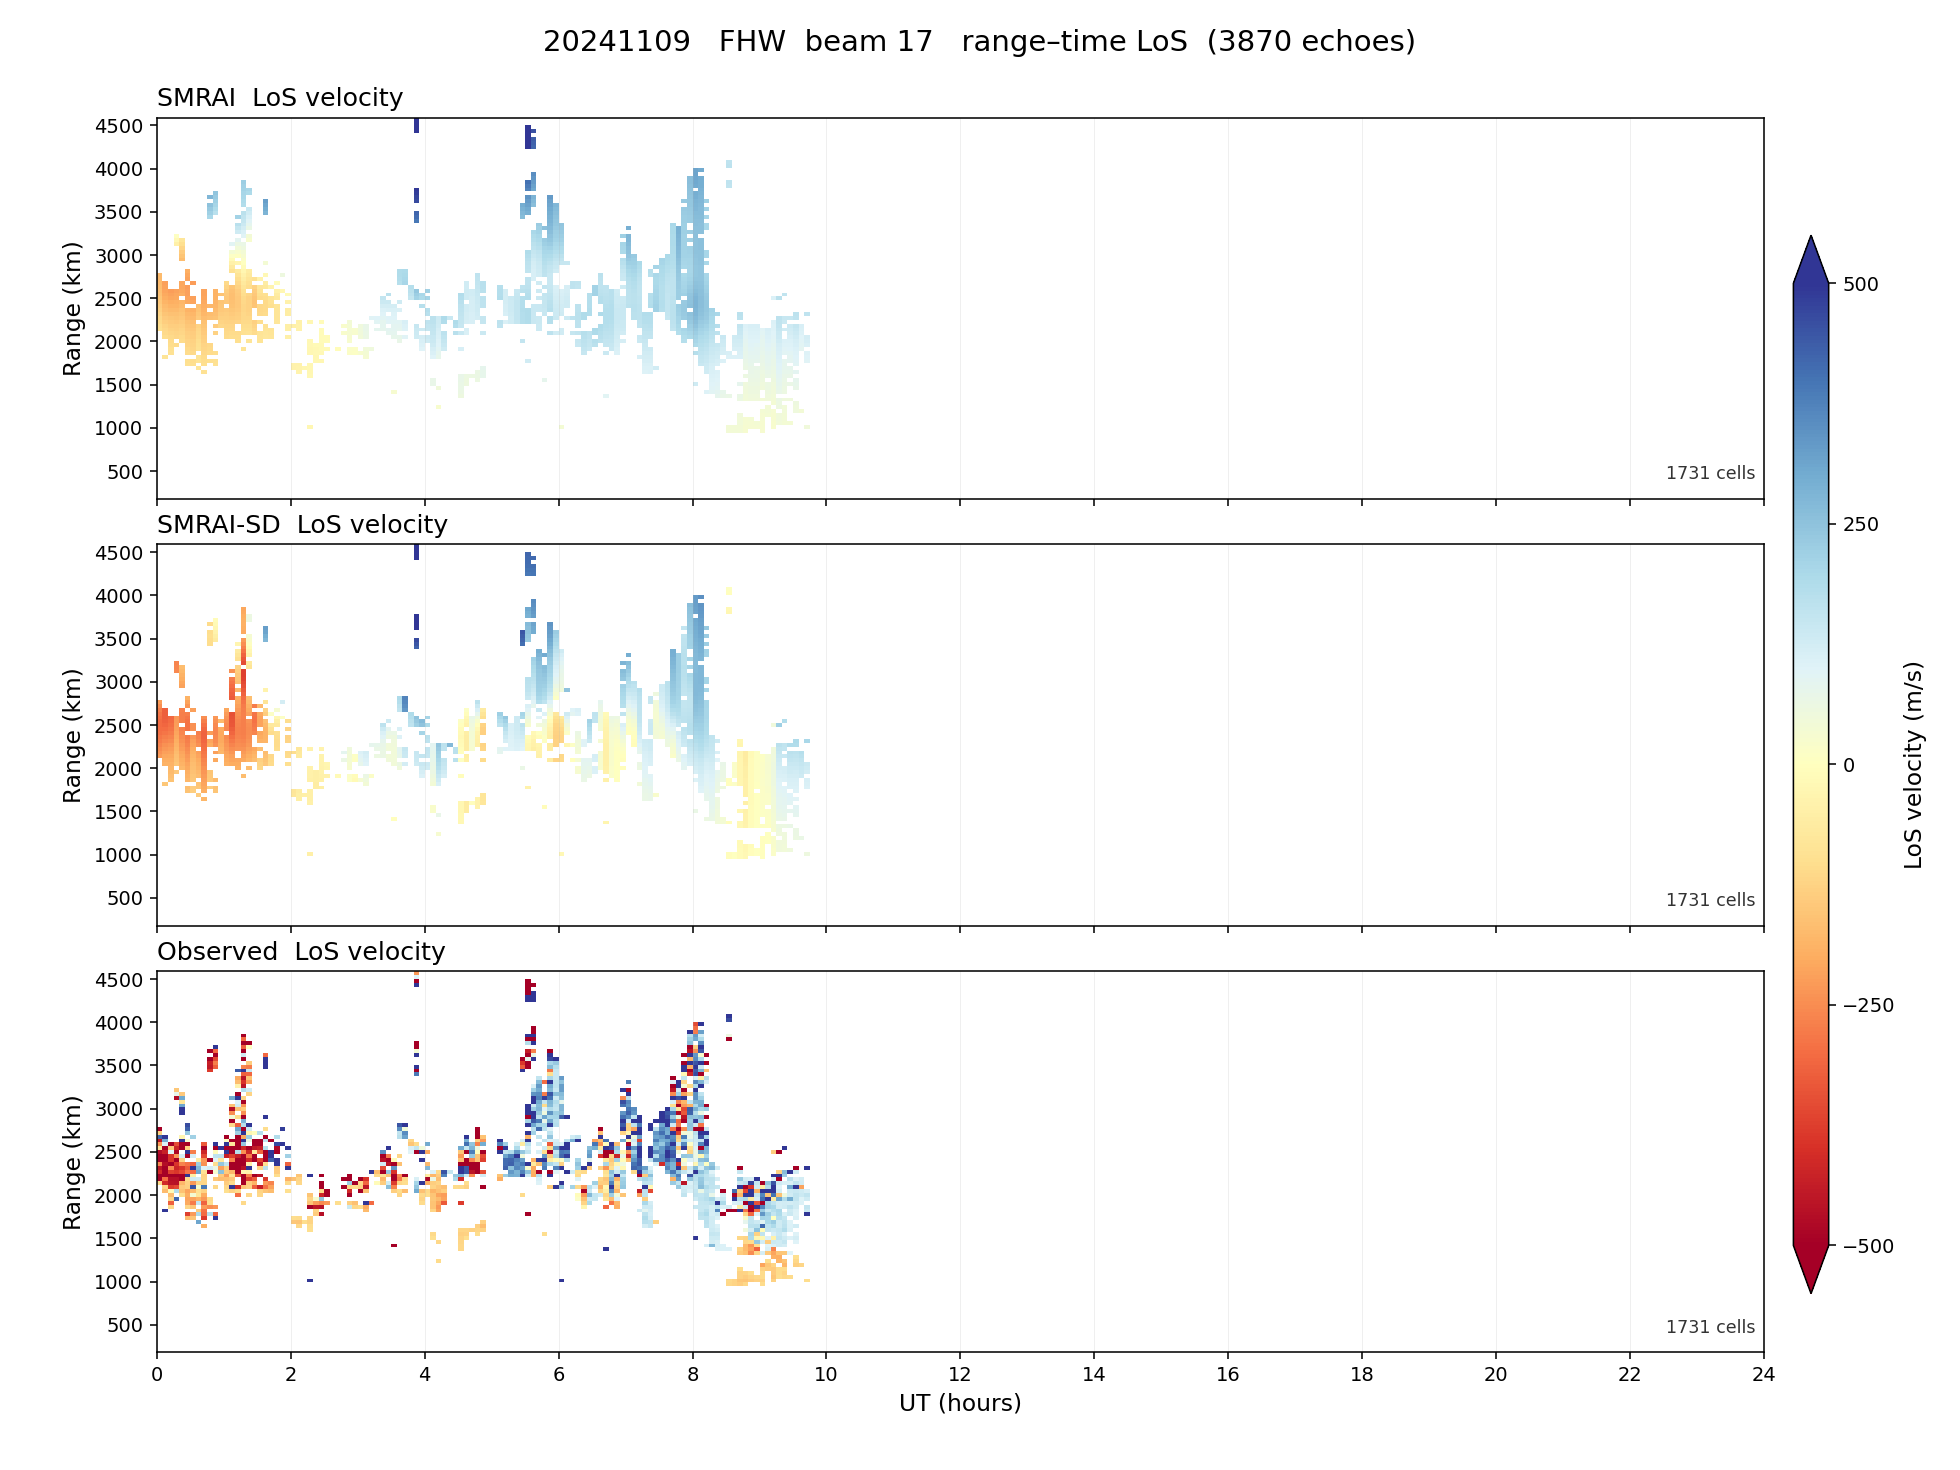 20241109   FHW  beam 17   range–time LoS  (3870 echoes)
SMRAI  LoS velocity
4500
4000
3500
3000
2500
2000
1500
1000
500
Range (km)
1731 cells
SMRAI-SD  LoS velocity
4500
4000
3500
3000
2500
2000
1500
1000
500
Range (km)
1731 cells
Observed  LoS velocity
4500
4000
3500
3000
2500
2000
1500
1000
500
Range (km)
1731 cells
0 2 4 6 8 10 12 14 16 18 20 22 24
UT (hours)
500
250
0
−250
−500
LoS velocity (m/s)